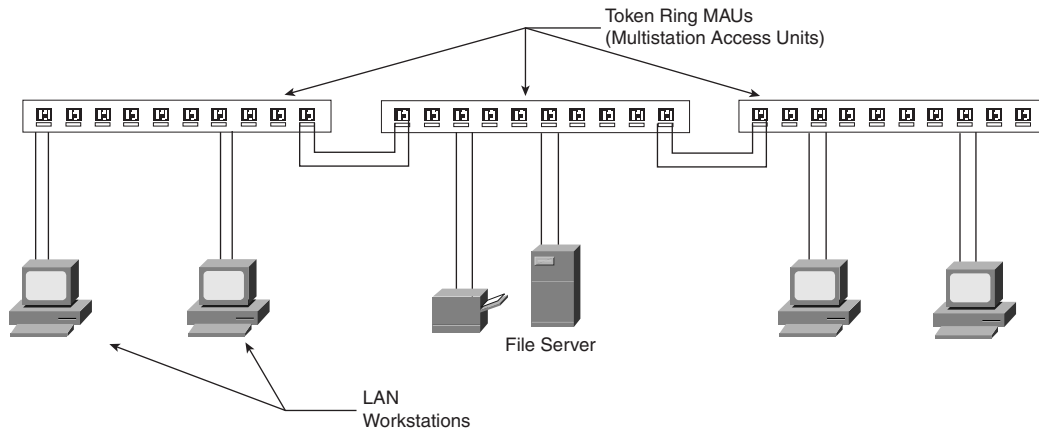 Token Ring MAUs
(Multistation Access Units)
File Server
LAN
Workstations